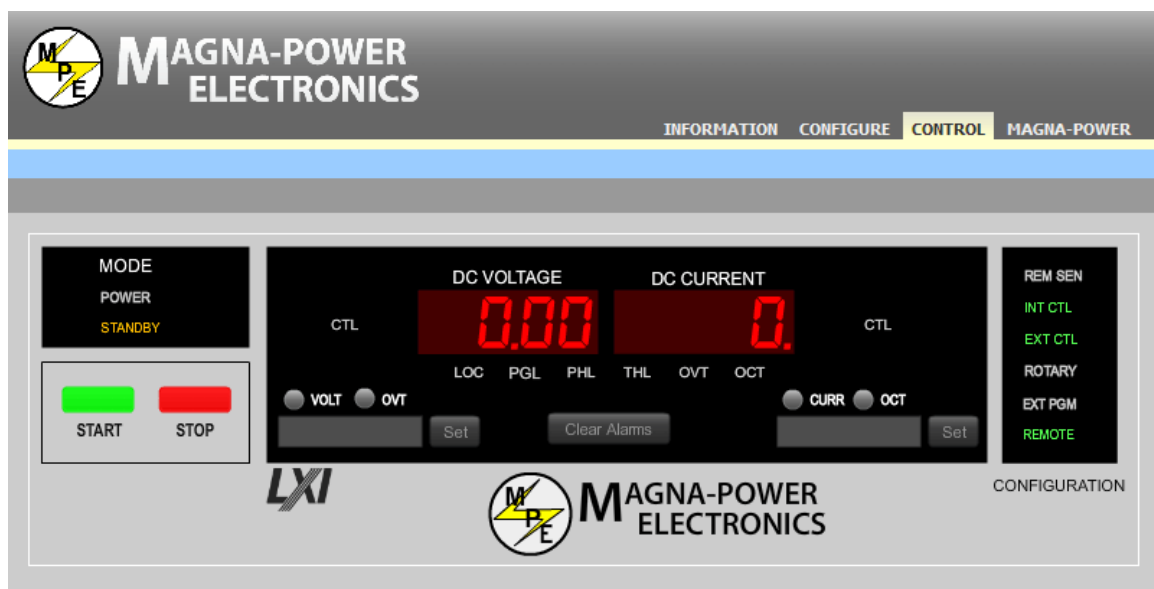 MPE
MAGNA-POWER
ELECTRONICS
INFORMATION CONFIGURE CONTROL MAGNA-POWER
MODE
POWER
STANDBY
START STOP
DC VOLTAGE DC CURRENT
CTL 0.00 0. CTL
LOC PGL PHL THL OVT OCT
VOLT OVT CURR OCT
Set Clear Alarms Set
REM SEN
INT CTL
EXT CTL
ROTARY
EXT PGM
REMOTE
LXI
MPE
MAGNA-POWER
ELECTRONICS
CONFIGURATION